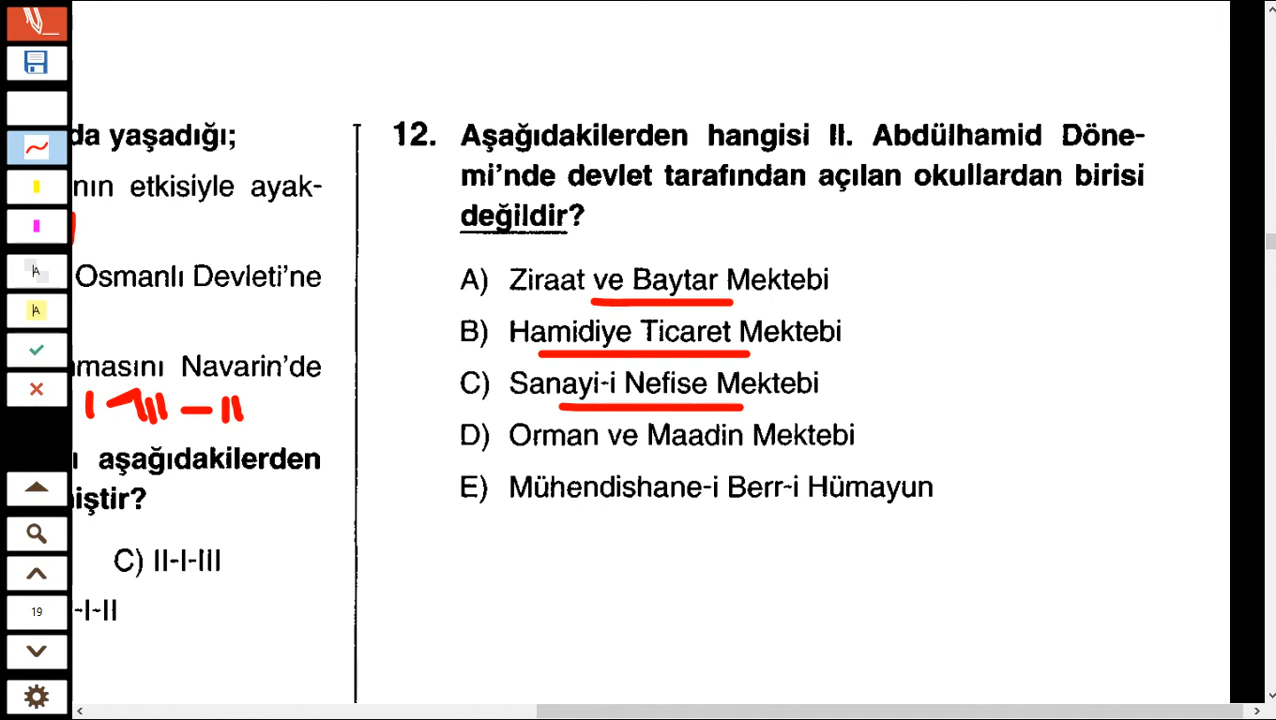 da yaşadığı;
nın etkisiyle ayak-
Osmanlı Devleti’ne
masını Navarin’de
I III – II
aşağıdakilerden
iştir?
C) II-I-III
-I-II
19
12. Aşağıdakilerden hangisi II. Abdülhamid Döne-
mi’nde devlet tarafından açılan okullardan birisi
değildir?
A) Ziraat ve Baytar Mektebi
B) Hamidiye Ticaret Mektebi
C) Sanayi-i Nefise Mektebi
D) Orman ve Maadin Mektebi
E) Mühendishane-i Berr-i Hümayun